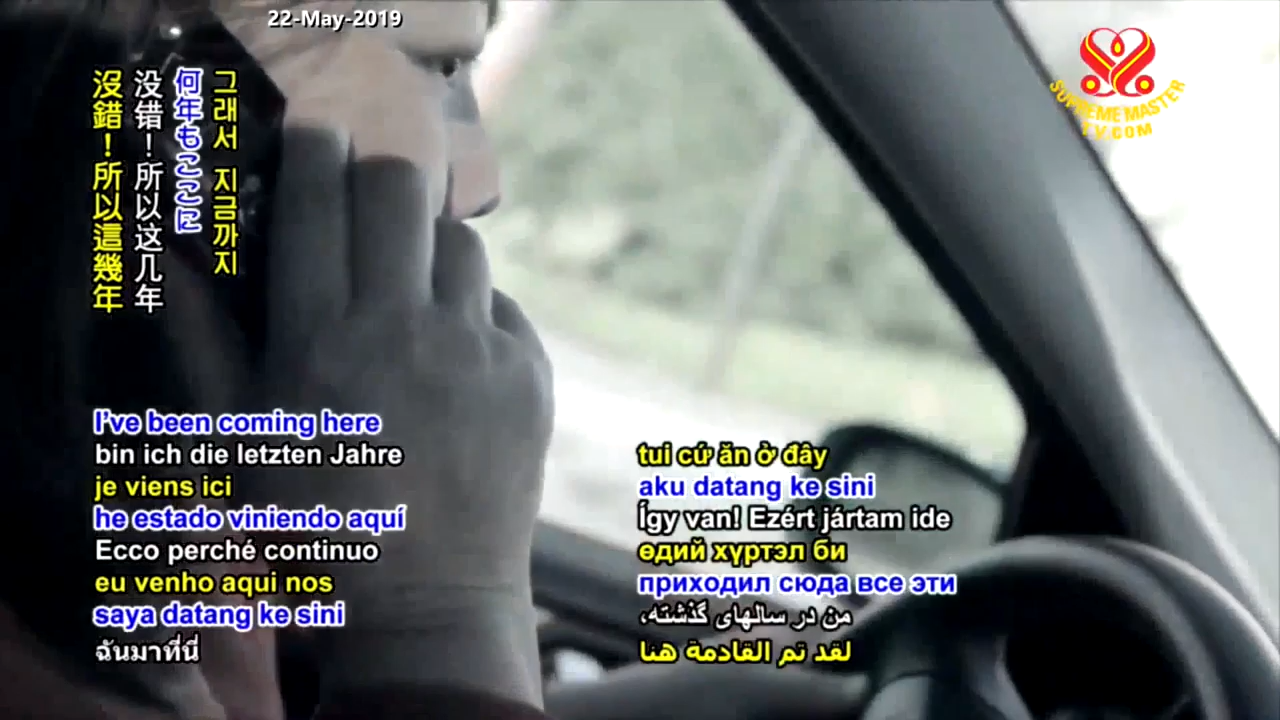 22-May-2019
SUPREME MASTER
TV.COM
그래서 지금까지
何年もここに
没错！所以这几年
沒錯！所以這幾年
I've been coming here
bin ich die letzten Jahre
je viens ici
he estado viniendo aquí
Ecco perché continuo
eu venho aqui nos
saya datang ke sini
ฉันมาที่นี่
tui cứ ăn ở đây
aku datang ke sini
Így van! Ezért jártam ide
өдий хүртэл би
приходил сюда все эти
من در سالهای گذشته،
لقد تم القادمة هنا